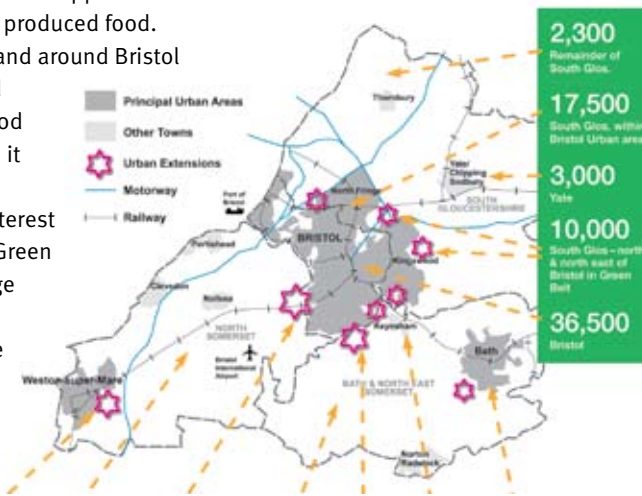 produced food.
and around Bristol
it
Green
Principal Urban Areas
Other Towns
Urban Extensions
Motorway
Railway
Thornbury
Port of
Bristol
North Fringe
Yate/
Chipping
Sodbury
SOUTH
GLOUCESTERSHIRE
BRISTOL
Kingswood
Portishead
Clevedon
Nailsea
NORTH
SOMERSET
Keynsham
Bristol
International
Airport
Weston-Super-Mare
Bath
BATH & NORTH EAST
SOMERSET
Norton
Radstock
2,300
Remainder of
South Glos.
17,500
South Glos. within
Bristol Urban area
3,000
Yate
10,000
South Glos – north
& north east of
Bristol in Green
Belt
36,500
Bristol